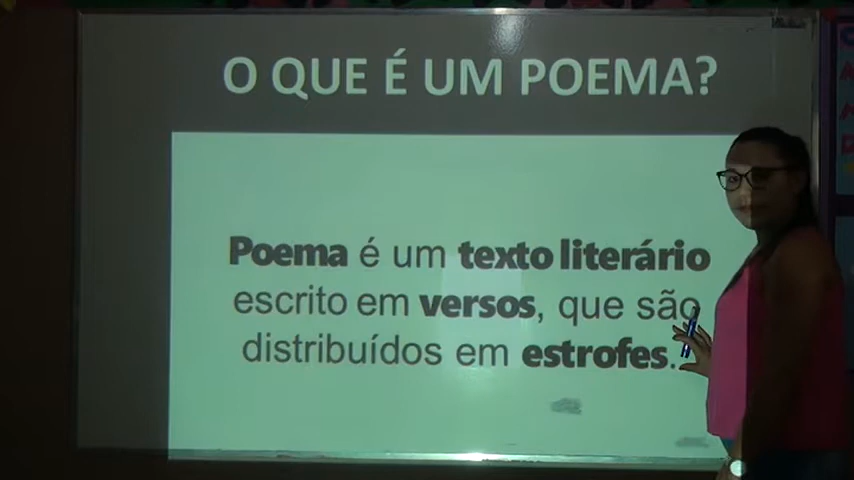 O QUE É UM POEMA?
Poema é um texto literário
escrito em versos, que são
distribuídos em estrofes.